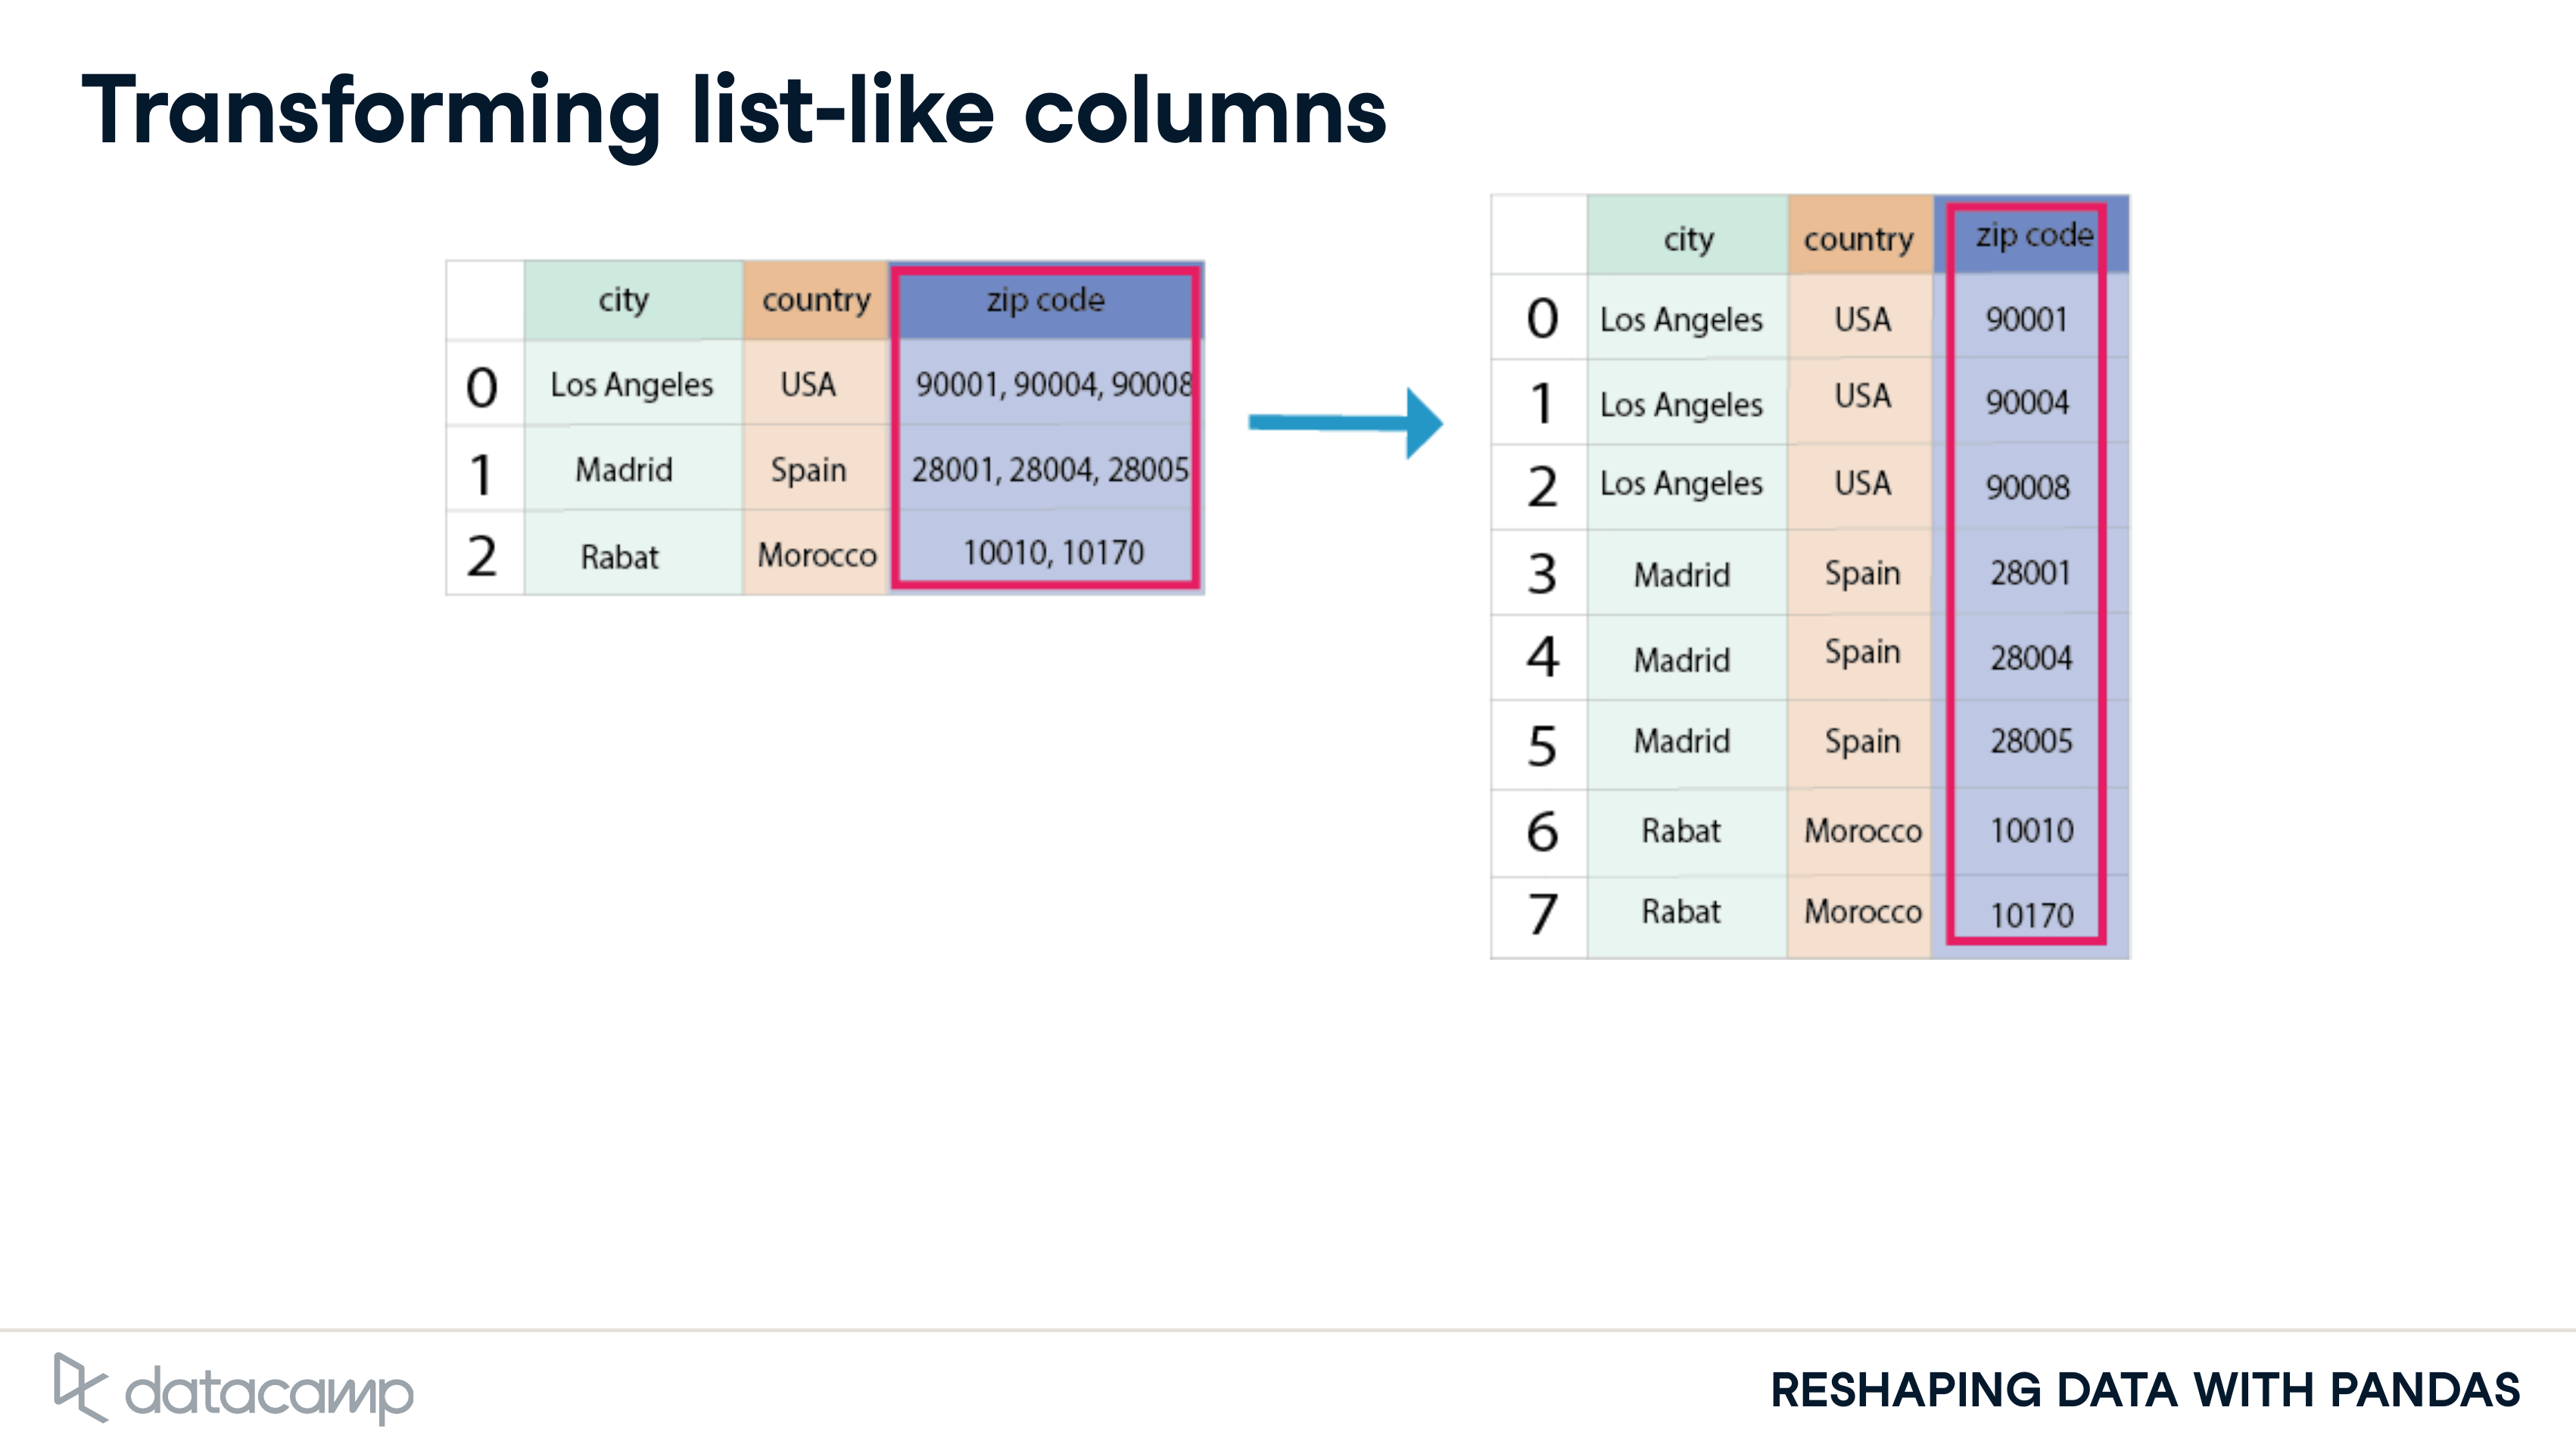 Transforming list-like columns
city country zip code
0 Los Angeles USA 90001, 90004, 90008
1 Madrid Spain 28001, 28004, 28005
2 Rabat Morocco 10010, 10170
city country zip code
0 Los Angeles USA 90001
1 Los Angeles USA 90004
2 Los Angeles USA 90008
3 Madrid Spain 28001
4 Madrid Spain 28004
5 Madrid Spain 28005
6 Rabat Morocco 10010
7 Rabat Morocco 10170
datacamp
RESHAPING DATA WITH PANDAS